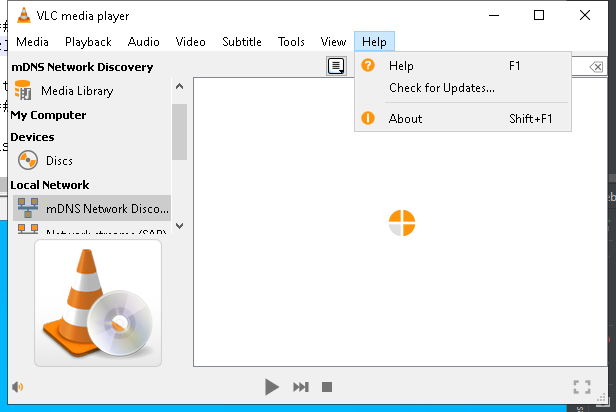 VLC media player
Media Playback Audio Video Subtitle Tools View Help
mDNS Network Discovery
Help F1
Media Library
Check for Updates...
My Computer
About Shift+F1
Devices
Discs
Local Network
mDNS Network Disco...
Network streams (SAP)